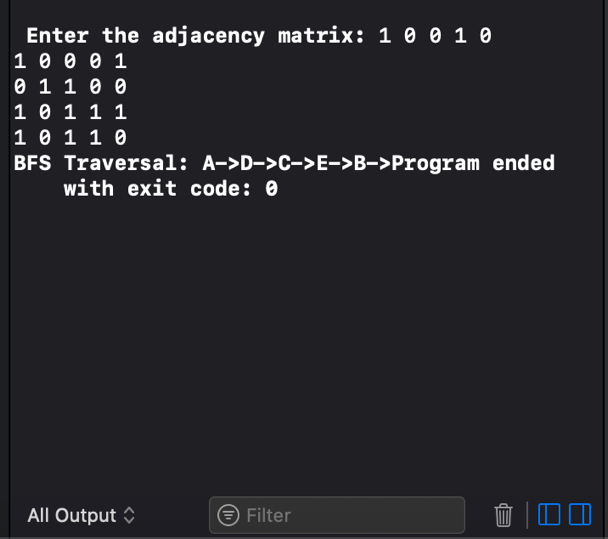 Enter the adjacency matrix: 1 0 0 1 0
1 0 0 0 1
0 1 1 0 0
1 0 1 1 1
1 0 1 1 0
BFS Traversal: A->D->C->E->B->Program ended
with exit code: 0
All Output
Filter